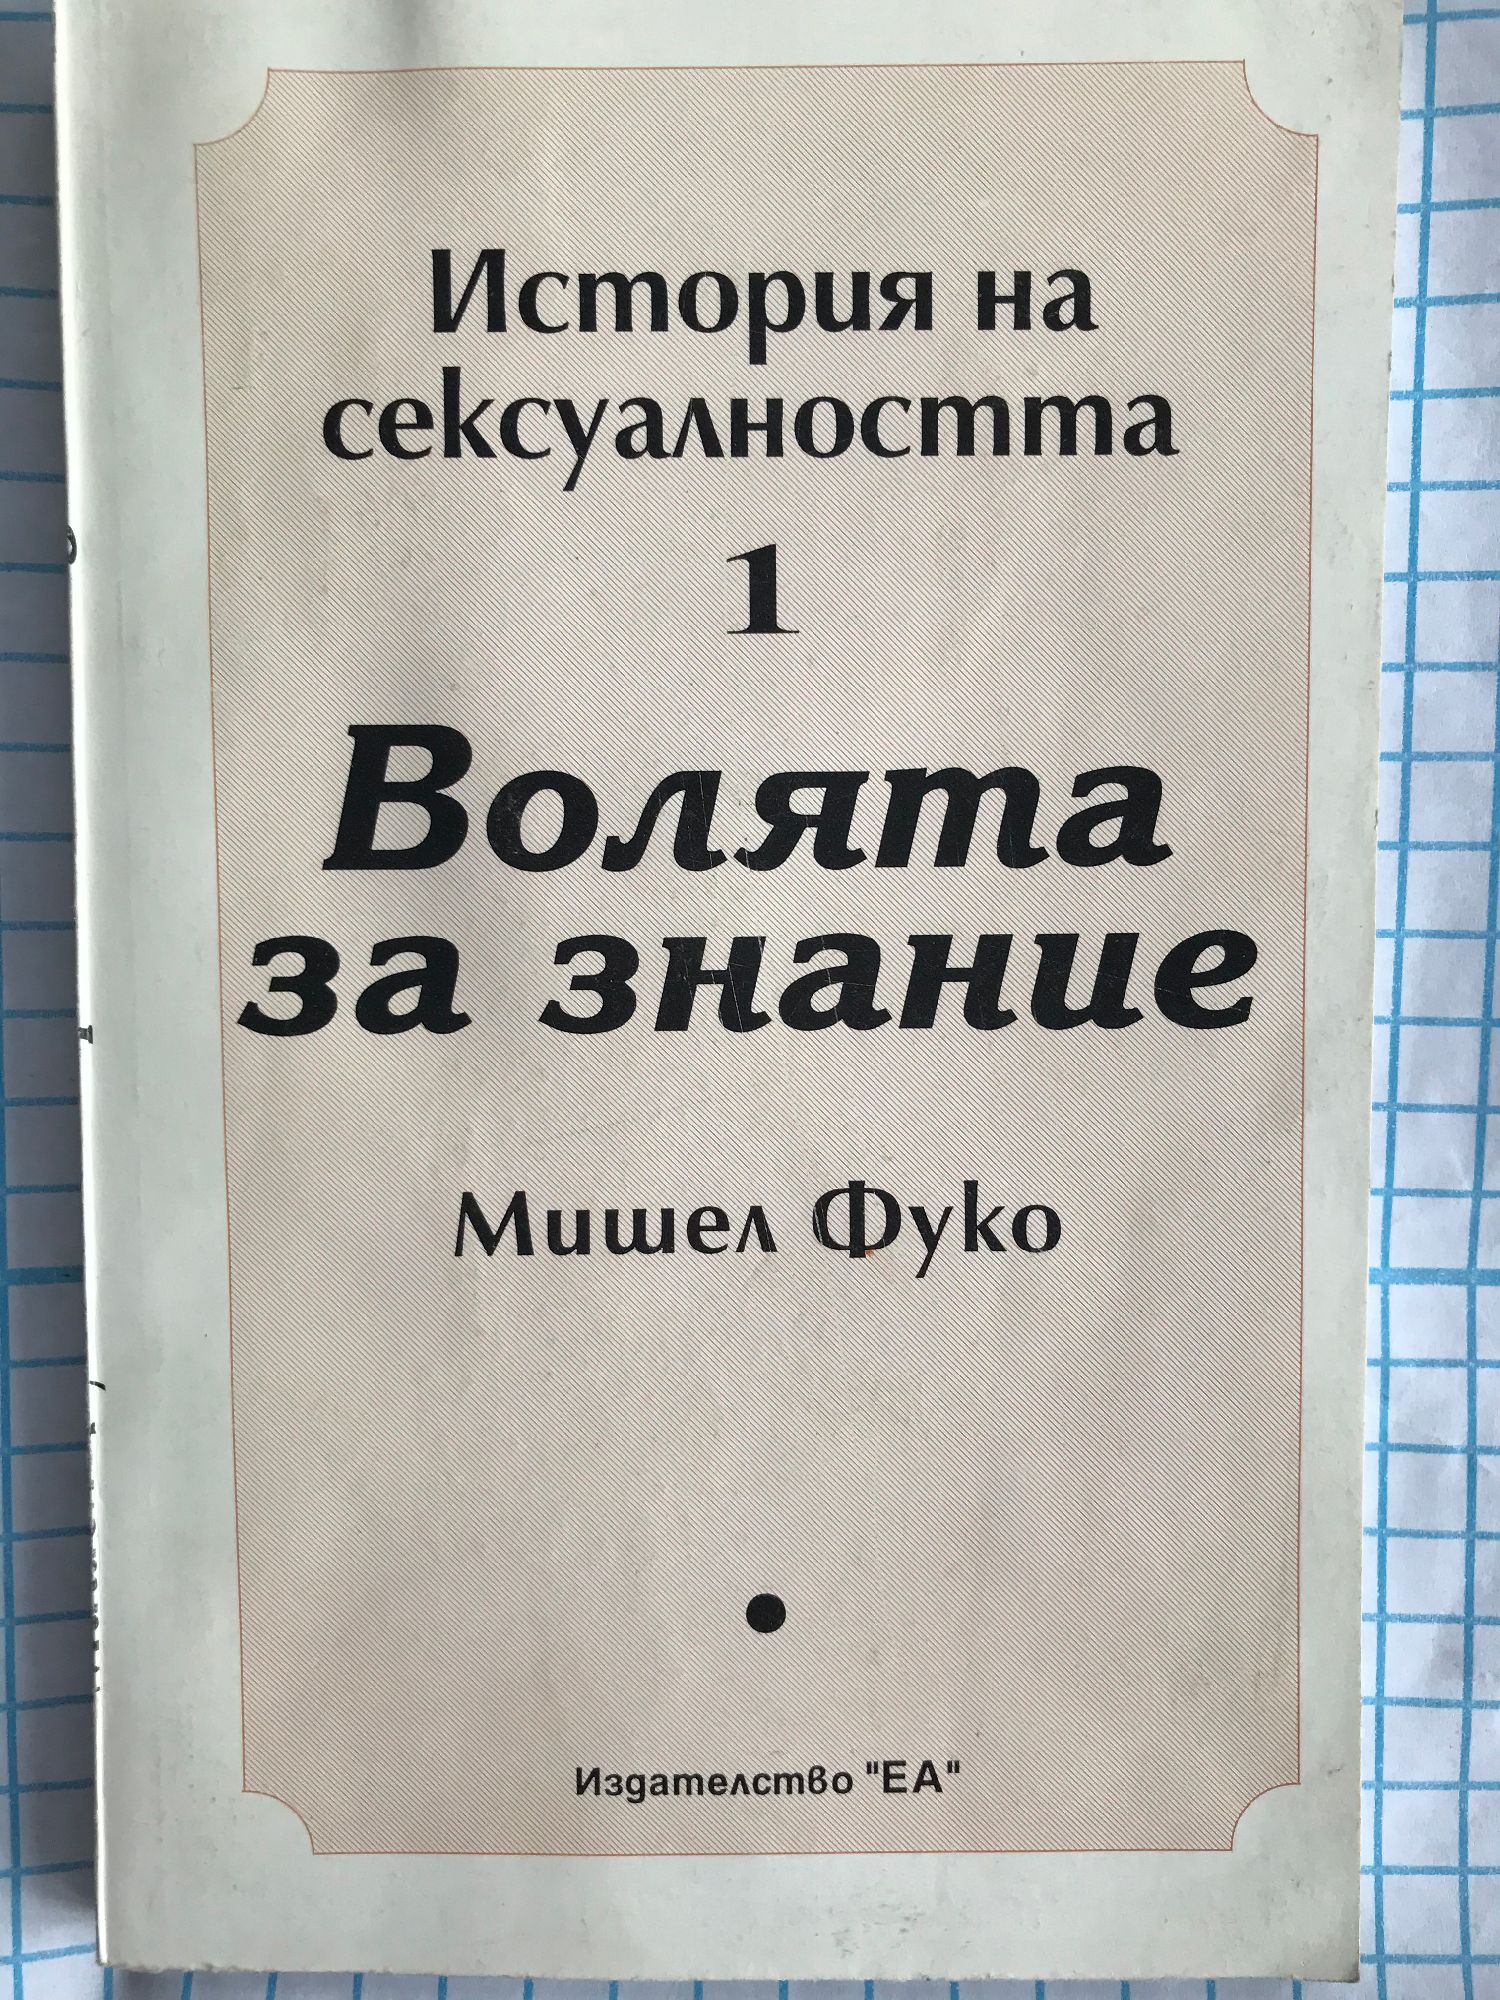 История на
сексуалността
1
Волята
за знание
Мишел Фуко
Издателство "ЕА"